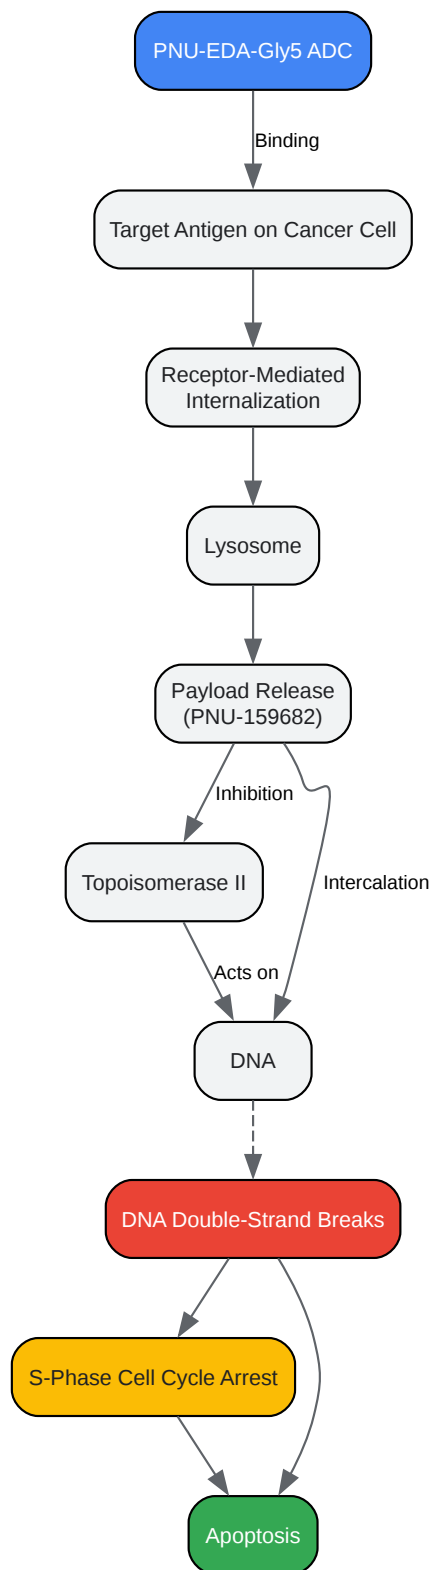 PNU-EDA-Gly5 ADC
Binding
Target Antigen on Cancer Cell
Receptor-Mediated
Internalization
Lysosome
Payload Release
(PNU-159682)
Inhibition
Topoisomerase II
Intercalation
Acts on
DNA
DNA Double-Strand Breaks
S-Phase Cell Cycle Arrest
Apoptosis